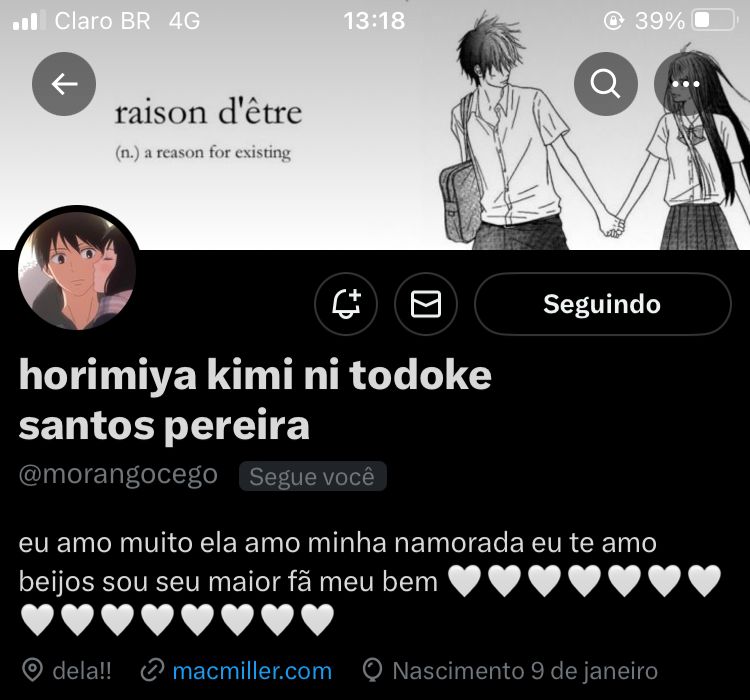 Claro BR 4G 13:18 39%
raison d'être
(n.) a reason for existing
Seguindo
horimiya kimi ni todoke
santos pereira
@morangocego Segue você
eu amo muito ela amo minha namorada eu te amo
beijos sou seu maior fã meu bem 🤍🤍🤍🤍🤍🤍🤍
🤍🤍🤍🤍🤍🤍🤍🤍
dela!! macmiller.com Nascimento 9 de janeiro